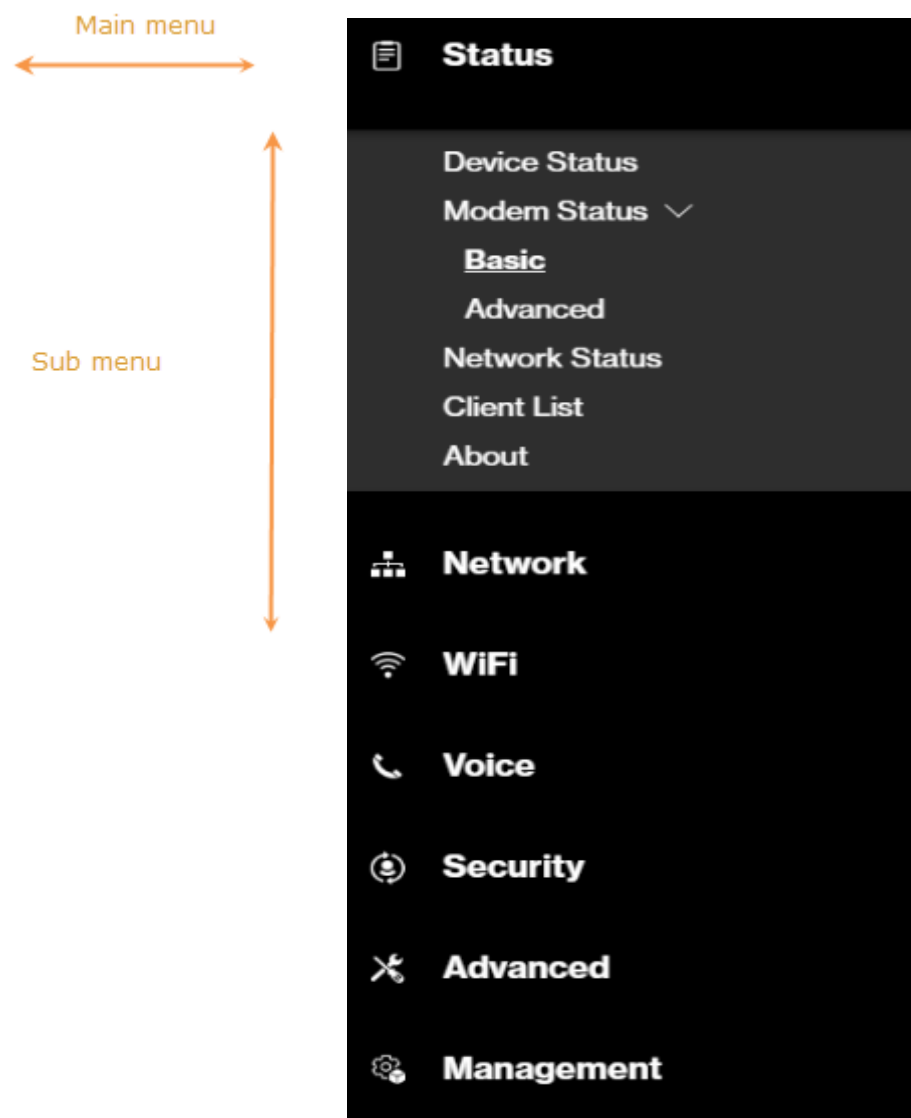 Main menu
Status
Device Status
Modem Status
Basic
Advanced
Sub menu
Network Status
Client List
About
Network
WiFi
Voice
Security
Advanced
Management